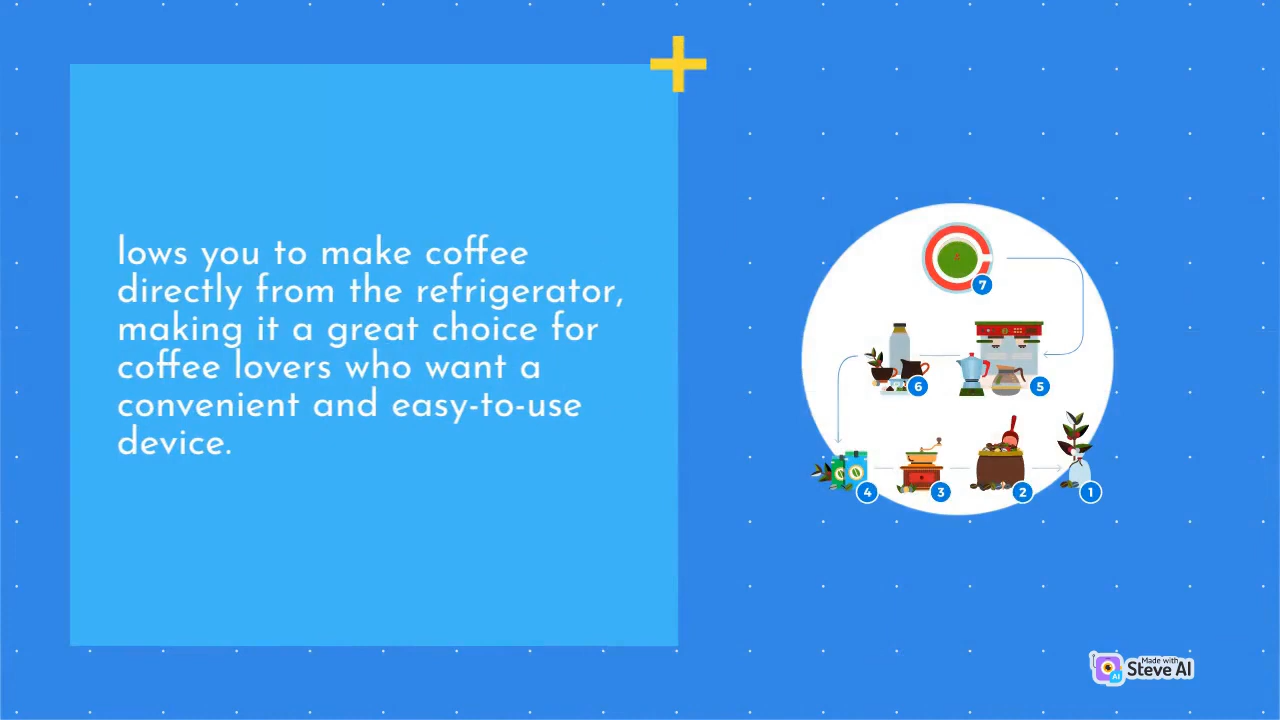 lows you to make coffee
directly from the refrigerator,
making it a great choice for
coffee lovers who want a
convenient and easy-to-use
device.
7
6
5
4
3
2
1
Made with
Steve AI
AI